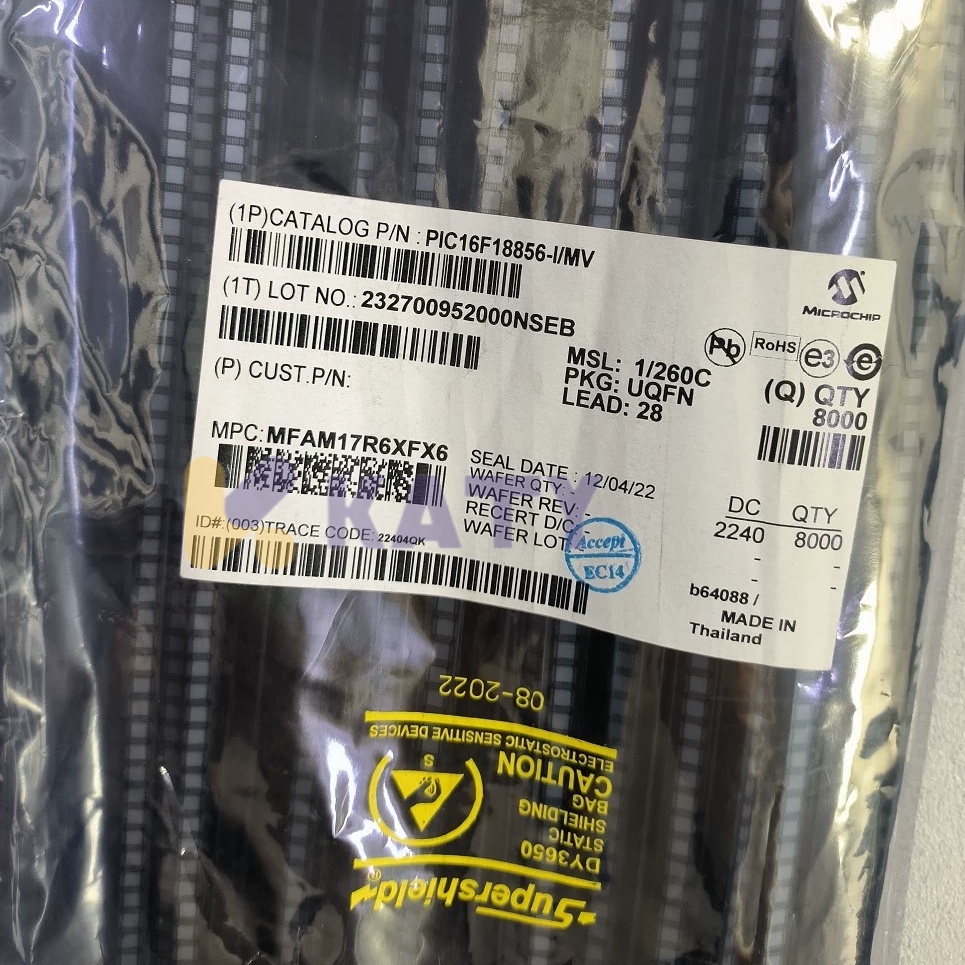 (1P)CATALOG P/N : PIC16F18856-I/MV
(1T) LOT NO.: 232700952000NSEB
(P) CUST.P/N:
MICROCHIP
Pb
RoHS
e3
e
MSL: 1/260C
PKG: UQFN
LEAD: 28
(Q) QTY
8000
MPC:MFAM17R6XFX6
SEAL DATE : 12/04/22
WAFER QTY: -
WAFER REV: -
RECERT D/C:
WAFER LOT:
ID#:(003)TRACE CODE: 22404QK
DC QTY
2240 8000
- -
- -
b64088 /
MADE IN
Thailand
Accept
EC14
KATY
08-2022
ELECTROSTATIC SENSITIVE DEVICES
CAUTION
S
STATIC
SHIELDING
BAG
DY3650
Supershield